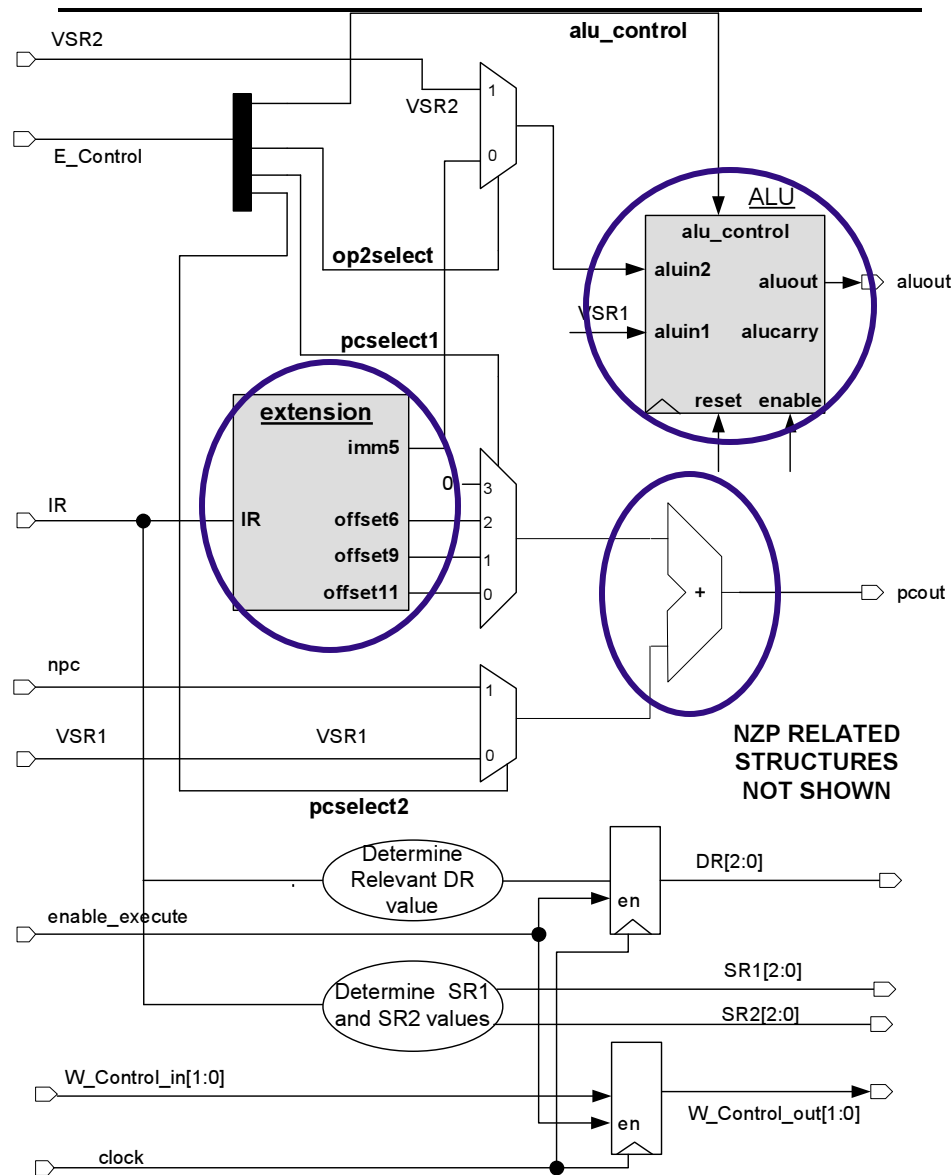 alu_control
VSR2
VSR2
1
0
E_Control
op2select
pcselect1
ALU
alu_control
aluin2
aluout
aluout
VSR1
aluin1
alucarry
reset
enable
extension
imm5
IR
IR
offset6
offset9
offset11
0
3
2
1
0
+
pcout
npc
1
VSR1
VSR1
0
pcselect2
NZP RELATED
STRUCTURES
NOT SHOWN
Determine
Relevant DR
value
en
DR[2:0]
enable_execute
Determine SR1
and SR2 values
SR1[2:0]
SR2[2:0]
W_Control_in[1:0]
en
W_Control_out[1:0]
clock